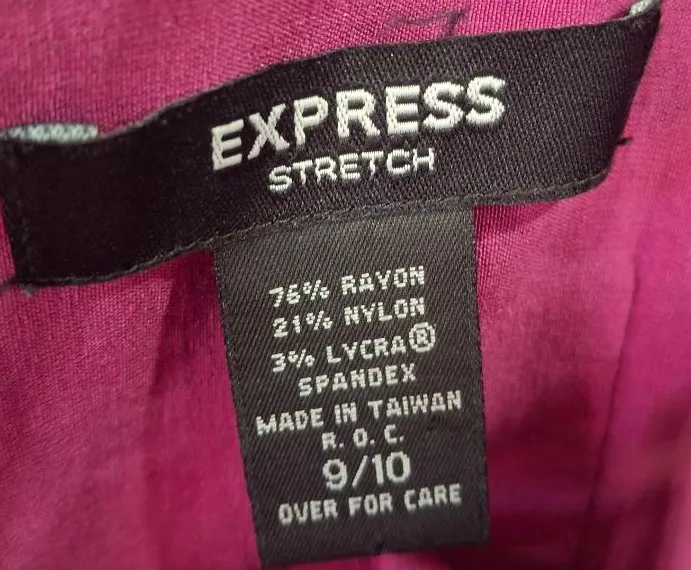 EXPRESS
STRETCH
76% RAYON
21% NYLON
3% LYCRA®
SPANDEX
MADE IN TAIWAN
R. O. C.
9/10
OVER FOR CARE